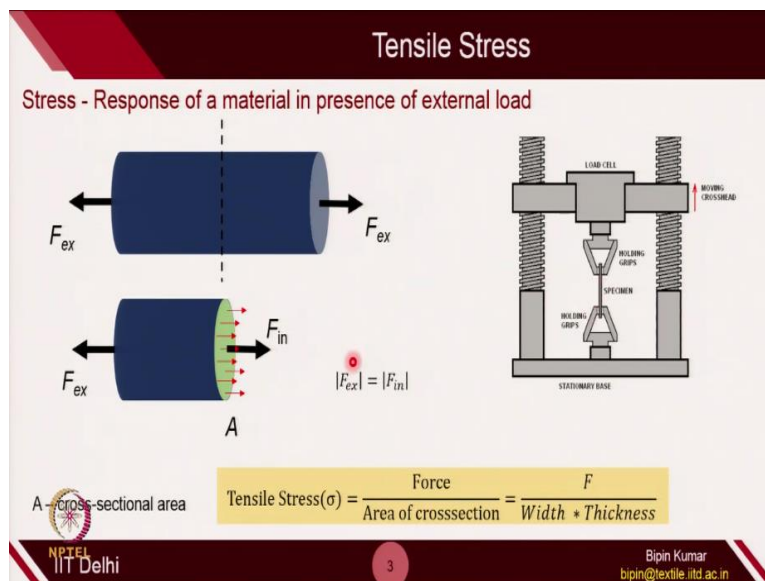 Tensile Stress
Stress - Response of a material in presence of external load
F_ex
F_ex
F_ex
F_in
A
|F_ex| = |F_in|
LOAD CELL
MOVING
CROSSHEAD
HOLDING
GRIPS
SPECIMEN
HOLDING
GRIPS
STATIONARY BASE
A – cross-sectional area
Tensile Stress(σ) = Force / Area of crosssection = F / Width * Thickness
NPTEL
IIT Delhi
3
Bipin Kumar
bipin@textile.iitd.ac.in